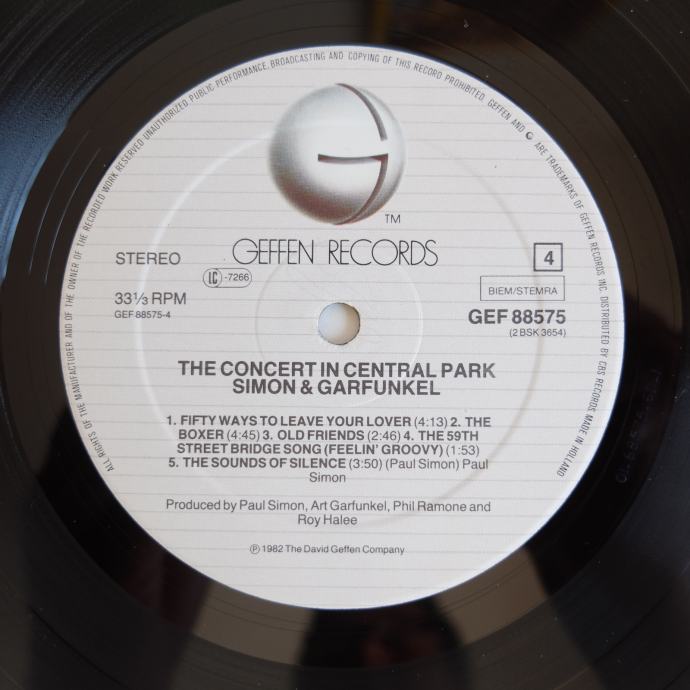 ALL RIGHTS OF THE MANUFACTURER AND OF THE OWNER OF THE RECORDED WORK RESERVED UNAUTHORIZED PUBLIC PERFORMANCE, BROADCASTING AND COPYING OF THIS RECORD PROHIBITED. GEFFEN AND G ARE TRADEMARKS OF GEFFEN RECORDS INC. DISTRIBUTED BY CBS RECORDS. MADE IN HOLLAND
TM
GEFFEN RECORDS
STEREO
4
LC-7266
BIEM/STEMRA
33⅓ RPM
GEF 88575
GEF 88575-4
(2 BSK 3654)
THE CONCERT IN CENTRAL PARK
SIMON & GARFUNKEL
1. FIFTY WAYS TO LEAVE YOUR LOVER (4:13) 2. THE
BOXER (4:45) 3. OLD FRIENDS (2:46) 4. THE 59TH
STREET BRIDGE SONG (FEELIN' GROOVY) (1:53)
5. THE SOUNDS OF SILENCE (3:50) (Paul Simon) Paul
Simon
Produced by Paul Simon, Art Garfunkel, Phil Ramone and
Roy Halee
℗ 1982 The David Geffen Company